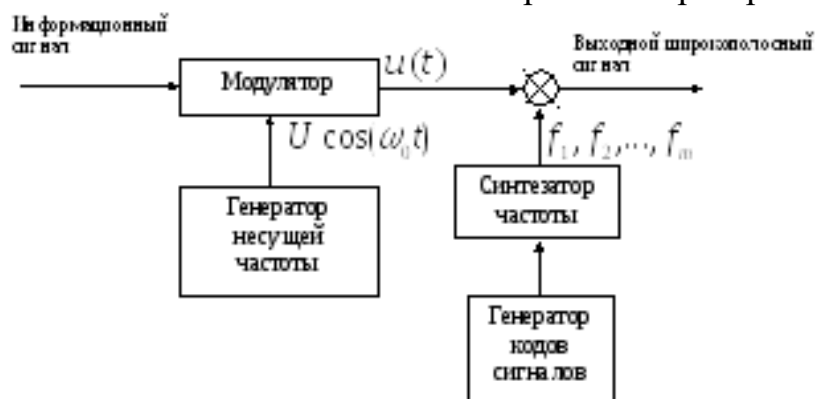 Информационный
сигнал
Модулятор
u(t)
Выходной широкополосный
сигнал
U cos(ω₀t)
f₁, f₂,..., fₘ
Генератор
несущей
частоты
Синтезатор
частоты
Генератор
кодов
сигналов